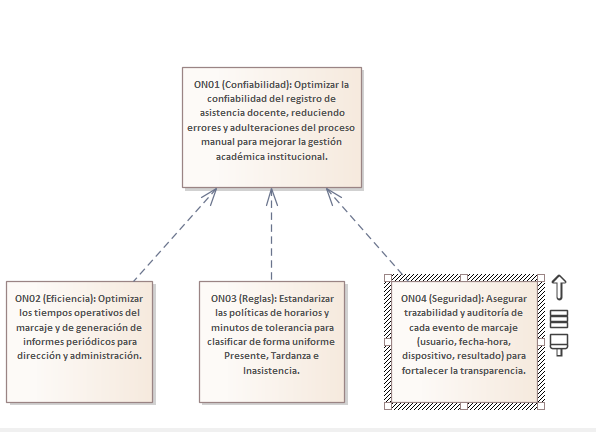 ON01 (Confiabilidad): Optimizar la
confiabilidad del registro de
asistencia docente, reduciendo
errores y adulteraciones del proceso
manual para mejorar la gestión
académica institucional.
ON02 (Eficiencia): Optimizar
los tiempos operativos del
marcaje y de generación de
informes periódicos para
dirección y administración.
ON03 (Reglas): Estandarizar
las políticas de horarios y
minutos de tolerancia para
clasificar de forma uniforme
Presente, Tardanza e
Inasistencia.
ON04 (Seguridad): Asegurar
trazabilidad y auditoría de
cada evento de marcaje
(usuario, fecha-hora,
dispositivo, resultado) para
fortalecer la transparencia.